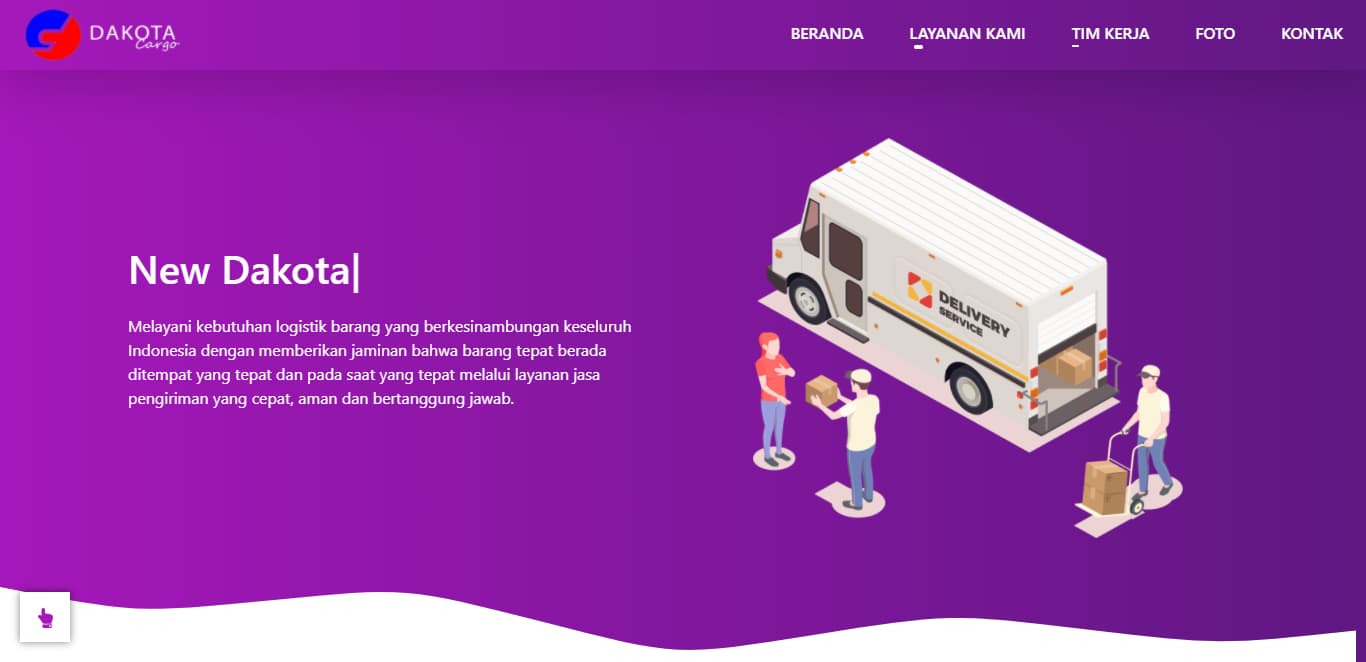 DAKOTA
Cargo
BERANDA LAYANAN KAMI TIM KERJA FOTO KONTAK
New Dakota|
Melayani kebutuhan logistik barang yang berkesinambungan keseluruh
Indonesia dengan memberikan jaminan bahwa barang tepat berada
ditempat yang tepat dan pada saat yang tepat melalui layanan jasa
pengiriman yang cepat, aman dan bertanggung jawab.
DELIVERY
SERVICE